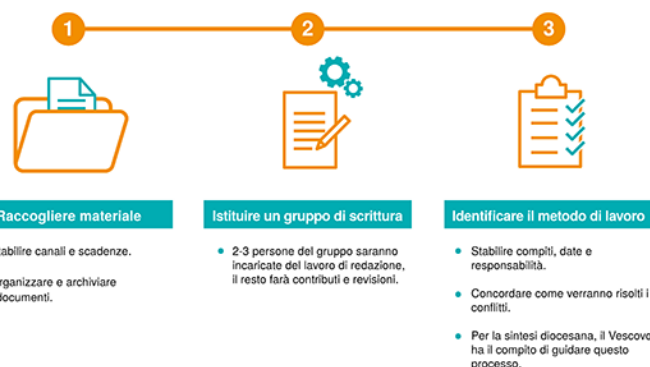 1
2
3
Raccogliere materiale
tabilire canali e scadenze.
rganizzare e archiviare
documenti.
Istituire un gruppo di scrittura
2-3 persone del gruppo saranno
incaricate del lavoro di redazione,
il resto farà contributi e revisioni.
Identificare il metodo di lavoro
Stabilire compiti, date e
responsabilità.
Concordare come verranno risolti i
conflitti.
Per la sintesi diocesana, il Vescovo
ha il compito di guidare questo
processo.